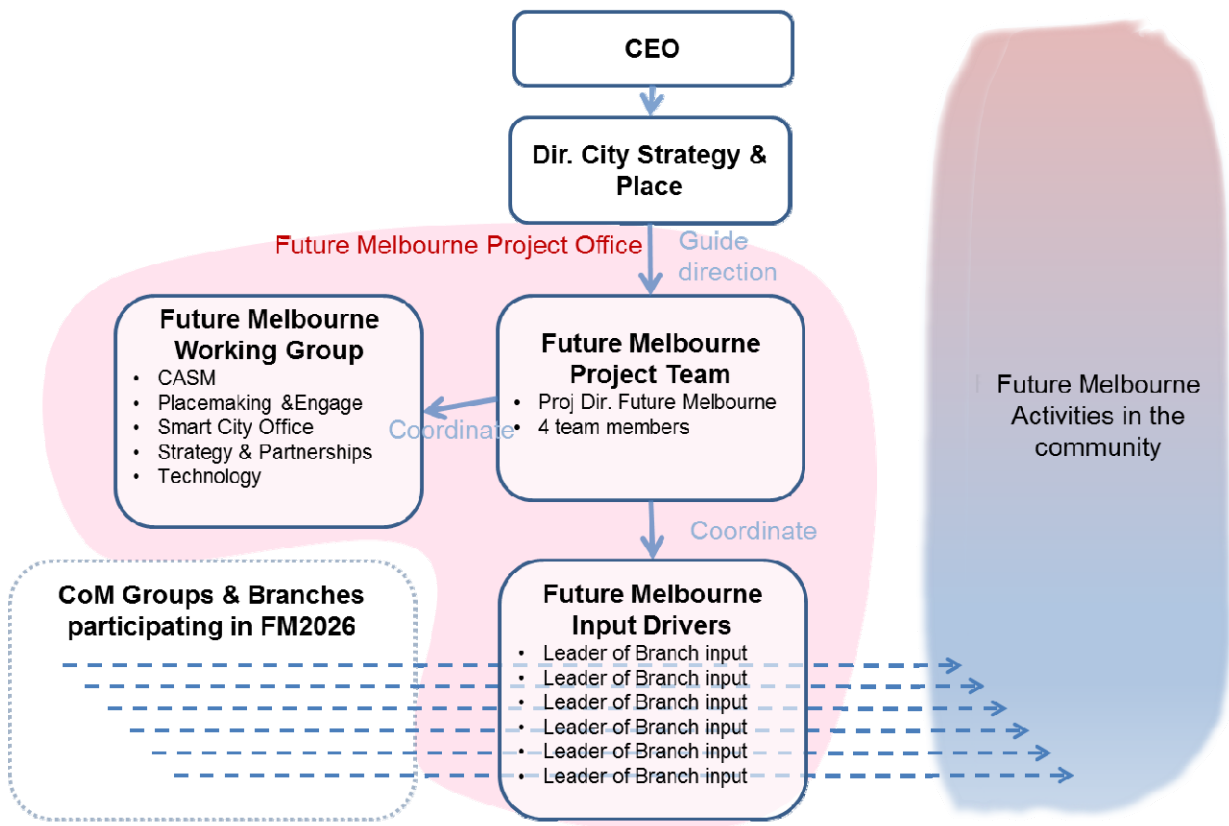 CEO
Dir. City Strategy &
Place
Future Melbourne Project Office
Guide
direction
Future Melbourne
Working Group
• CASM
• Placemaking &Engage
• Smart City Office
• Strategy & Partnerships
• Technology
Coordinate
Future Melbourne
Project Team
• Proj Dir. Future Melbourne
• 4 team members
Coordinate
CoM Groups & Branches
participating in FM2026
Future Melbourne
Input Drivers
• Leader of Branch input
• Leader of Branch input
• Leader of Branch input
• Leader of Branch input
• Leader of Branch input
• Leader of Branch input
Future Melbourne
Activities in the
community